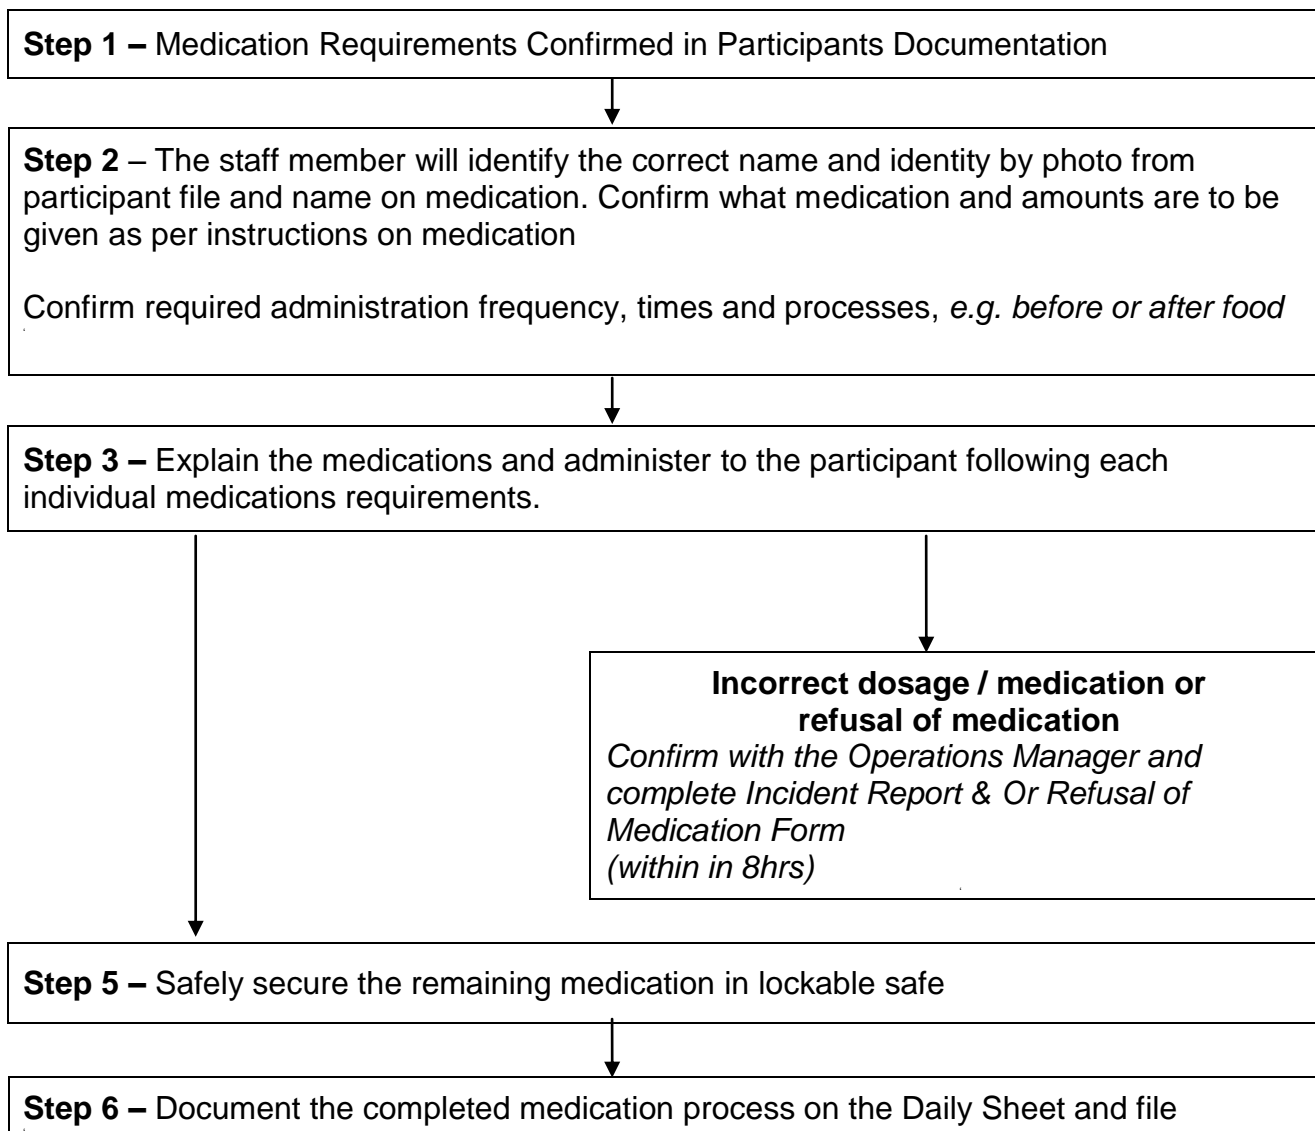 Step 1 – Medication Requirements Confirmed in Participants Documentation
Step 2 – The staff member will identify the correct name and identity by photo from
participant file and name on medication. Confirm what medication and amounts are to be
given as per instructions on medication
Confirm required administration frequency, times and processes, e.g. before or after food
Step 3 – Explain the medications and administer to the participant following each
individual medications requirements.
Incorrect dosage / medication or
refusal of medication
Confirm with the Operations Manager and
complete Incident Report & Or Refusal of
Medication Form
(within in 8hrs)
Step 5 – Safely secure the remaining medication in lockable safe
Step 6 – Document the completed medication process on the Daily Sheet and file